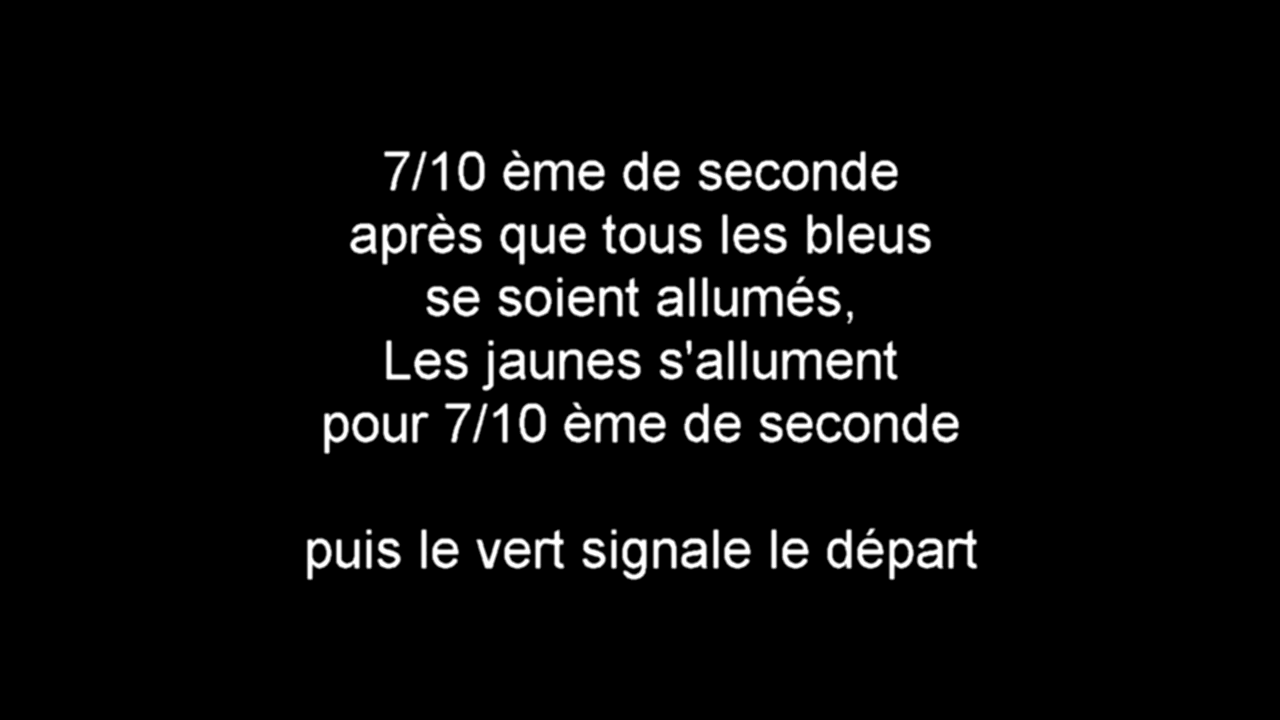 7/10 ème de seconde
après que tous les bleus
se soient allumés,
Les jaunes s'allument
pour 7/10 ème de seconde
puis le vert signale le départ